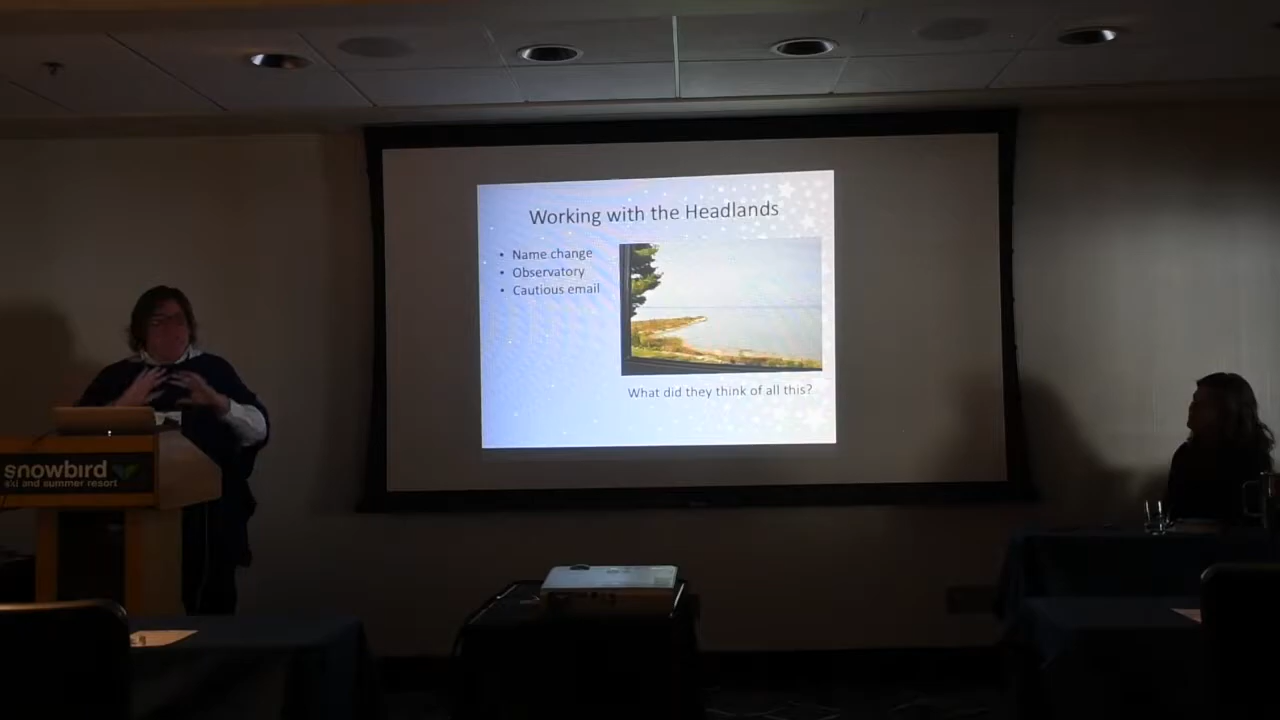 Working with the Headlands
• Name change
• Observatory
• Cautious email
What did they think of all this?
snowbird
ski and summer resort